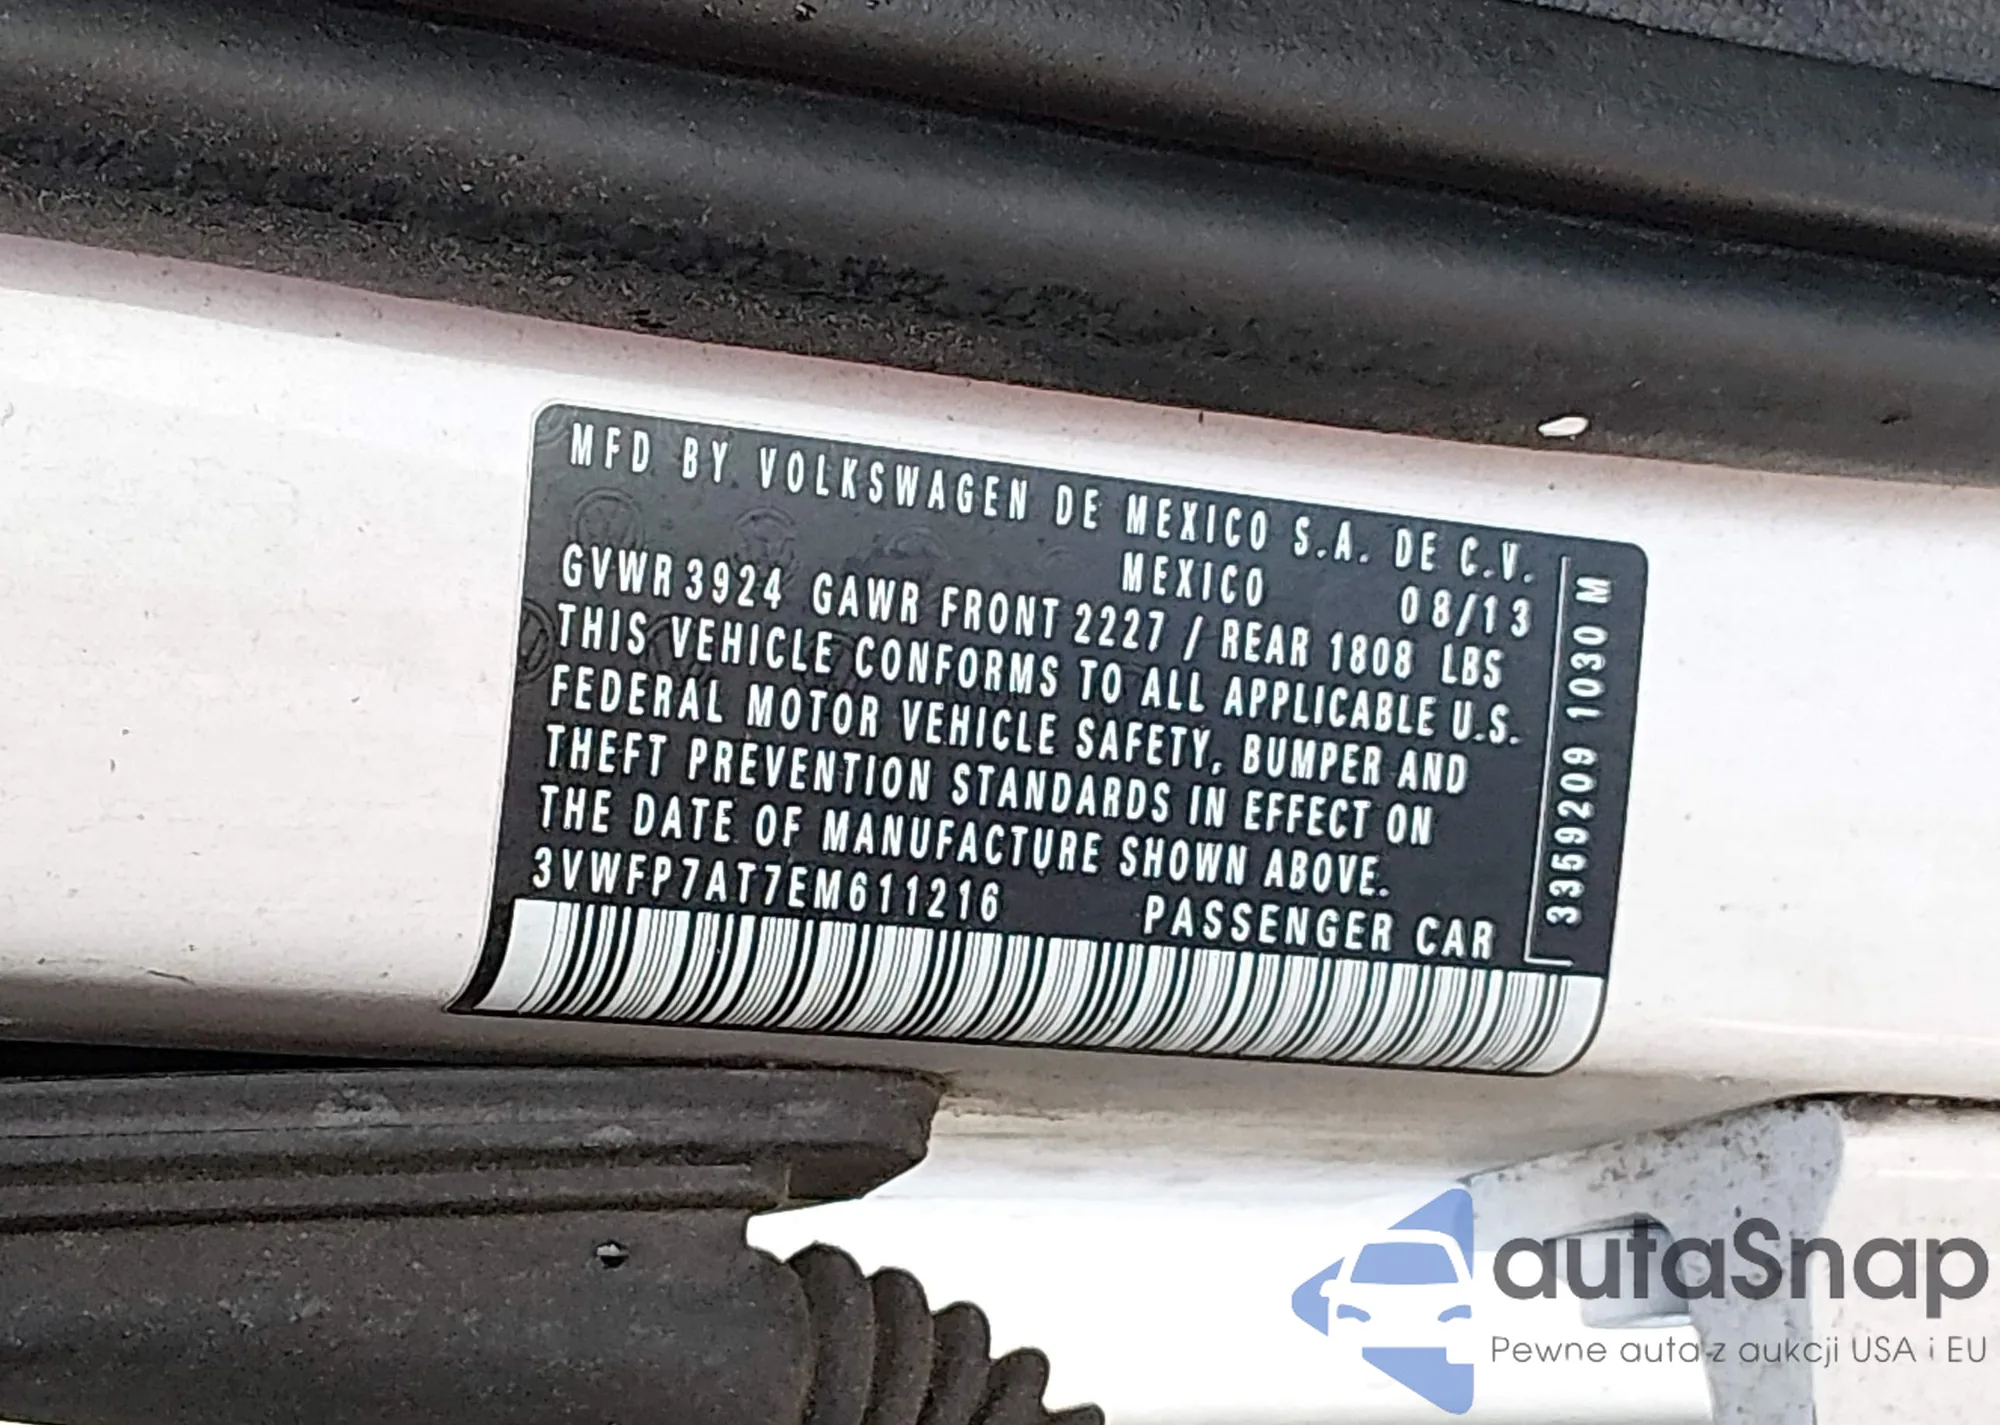 MFD BY VOLKSWAGEN DE MEXICO S.A. DE C.V.
MEXICO 08/13
GVWR 3924 GAWR FRONT 2227 / REAR 1808 LBS
THIS VEHICLE CONFORMS TO ALL APPLICABLE U.S.
FEDERAL MOTOR VEHICLE SAFETY, BUMPER AND
THEFT PREVENTION STANDARDS IN EFFECT ON
THE DATE OF MANUFACTURE SHOWN ABOVE.
3VWFP7AT7EM611216 PASSENGER CAR
3359209 1030 M
autaSnap
Pewne auta z aukcji USA i EU